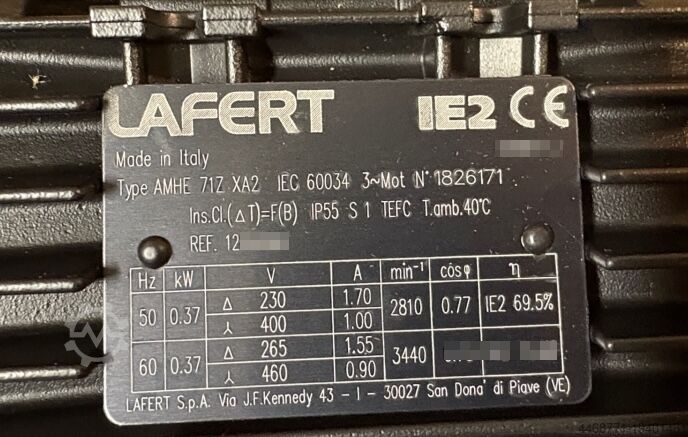 LAFERT IE2 CE
Made in Italy
Type AMHE 71Z XA2 IEC 60034 3~Mot N° 1826171
Ins.Cl.(ΔT)=F(B) IP55 S 1 TEFC T.amb.40°C
REF. 12
Hz kW V A min⁻¹ cosφ η
50 0.37 Δ 230 1.70 2810 0.77 IE2 69.5%
⅄ 400 1.00
60 0.37 Δ 265 1.55 3440
⅄ 460 0.90
LAFERT S.p.A. Via J.F.Kennedy 43 - I - 30027 San Dona' di Piave (VE)